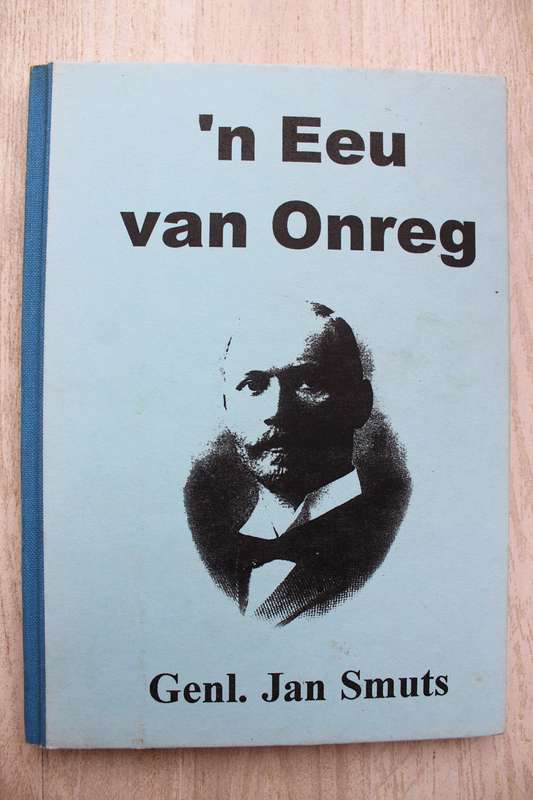 'n Eeu
van Onreg
Genl. Jan Smuts